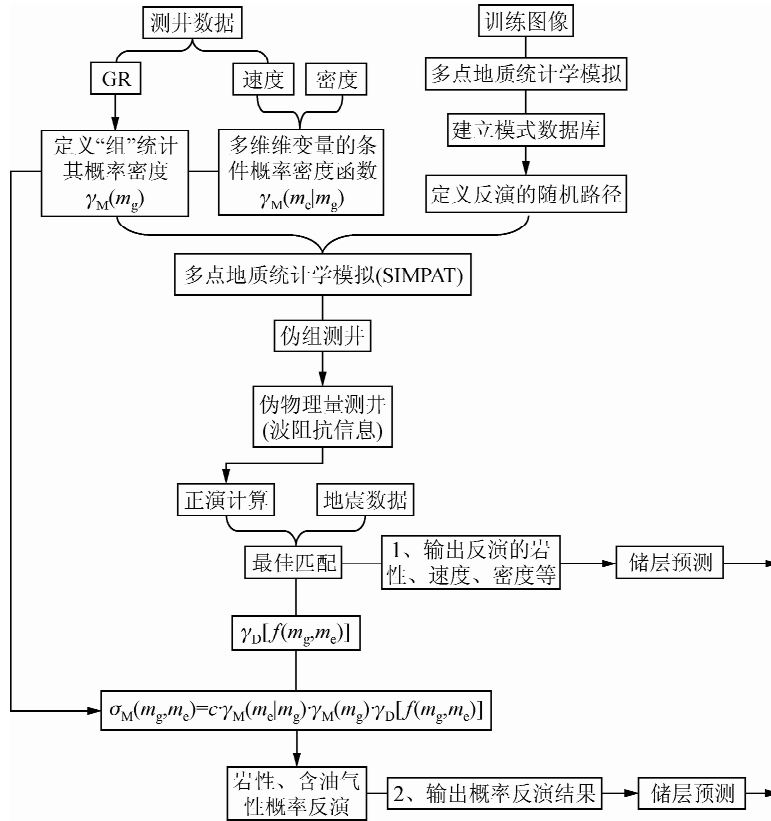 测井数据
训练图像
GR
速度
密度
多点地质统计学模拟
建立模式数据库
定义“组”统计
其概率密度
γM(mg)
多维维变量的条
件概率密度函数
γM(me|mg)
定义反演的随机路径
多点地质统计学模拟(SIMPAT)
伪组测井
伪物理量测井
(波阻抗信息)
正演计算
地震数据
最佳匹配
1、输出反演的岩
性、速度、密度等
储层预测
γD[f(mg,me)]
σM(mg,me)=c·γM(me|mg)·γM(mg)·γD[f(mg,me)]
岩性、含油气
性概率反演
2、输出概率反演结果
储层预测